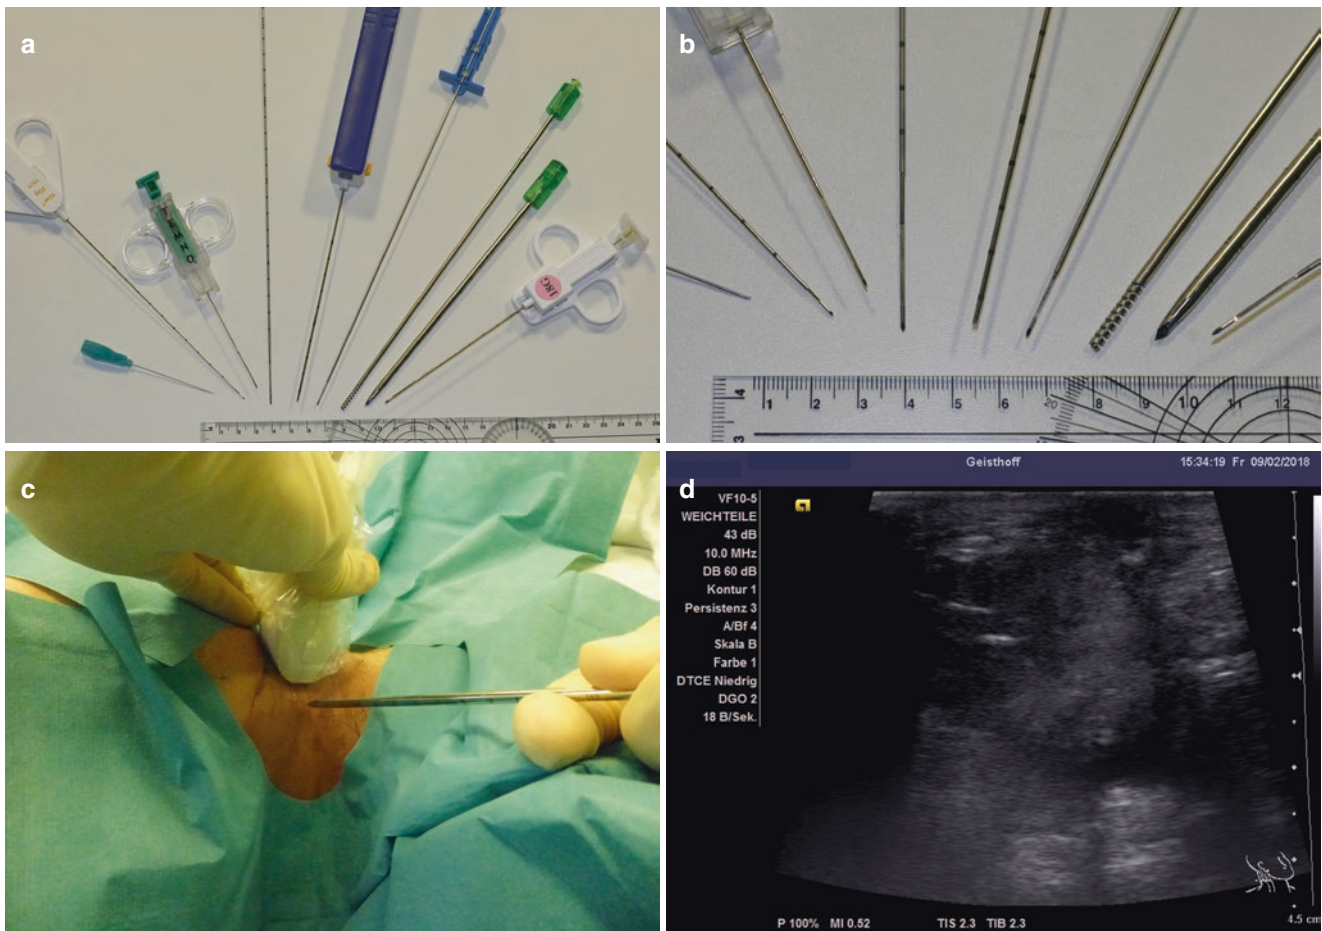 a
18G
b
1 2 3 4 5 6 8 10 11 12
c
d
Geisthoff
15:34:19 Fr 09/02/2018
VF10-5
WEICHTEILE
43 dB
10.0 MHz
DB 60 dB
Kontur 1
Persistenz 3
A/Bf 4
Skala B
Farbe 1
DTCE Niedrig
DGO 2
18 B/Sek.
P 100% MI 0.52 TIS 2.3 TIB 2.3
4.5 cm